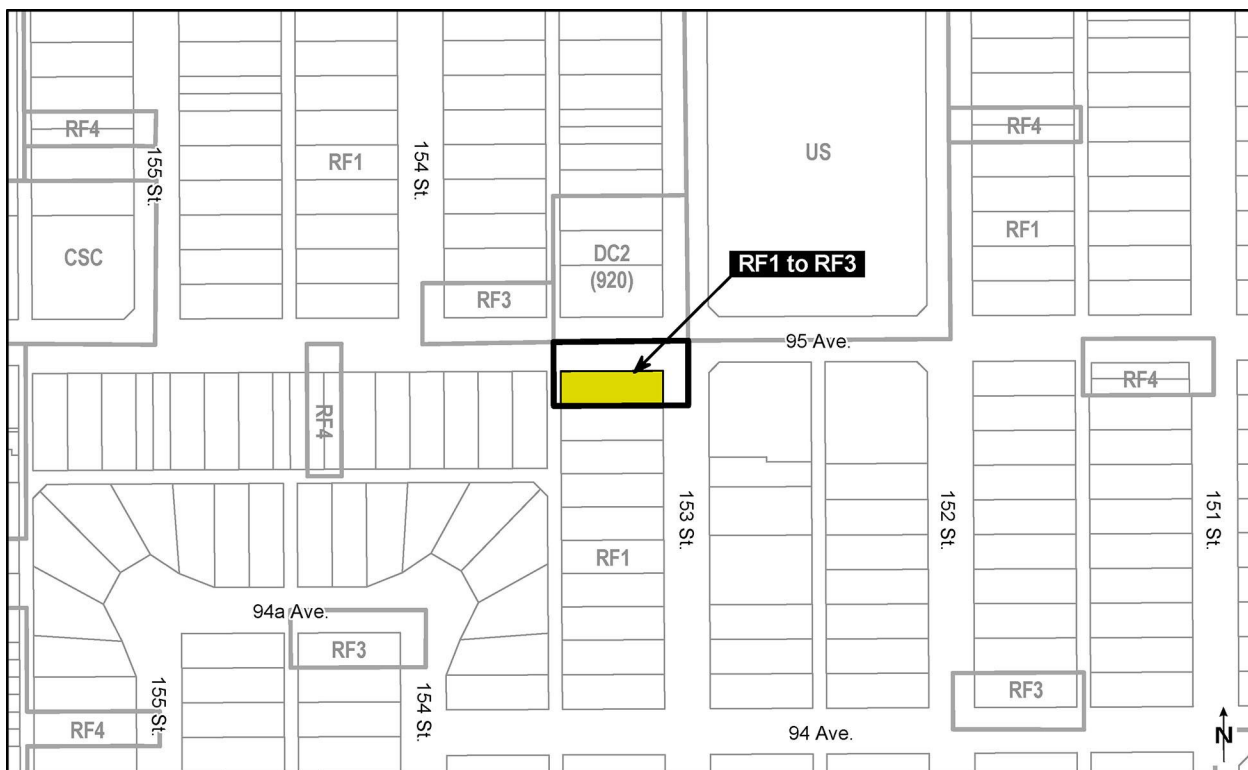 RF4
155 St.
RF1
154 St.
US
RF4
RF1
CSC
DC2
(920)
RF1 to RF3
RF3
95 Ave.
RF4
RF4
153 St.
152 St.
151 St.
RF1
94a Ave.
RF3
155 St.
154 St.
RF3
RF4
94 Ave.
N